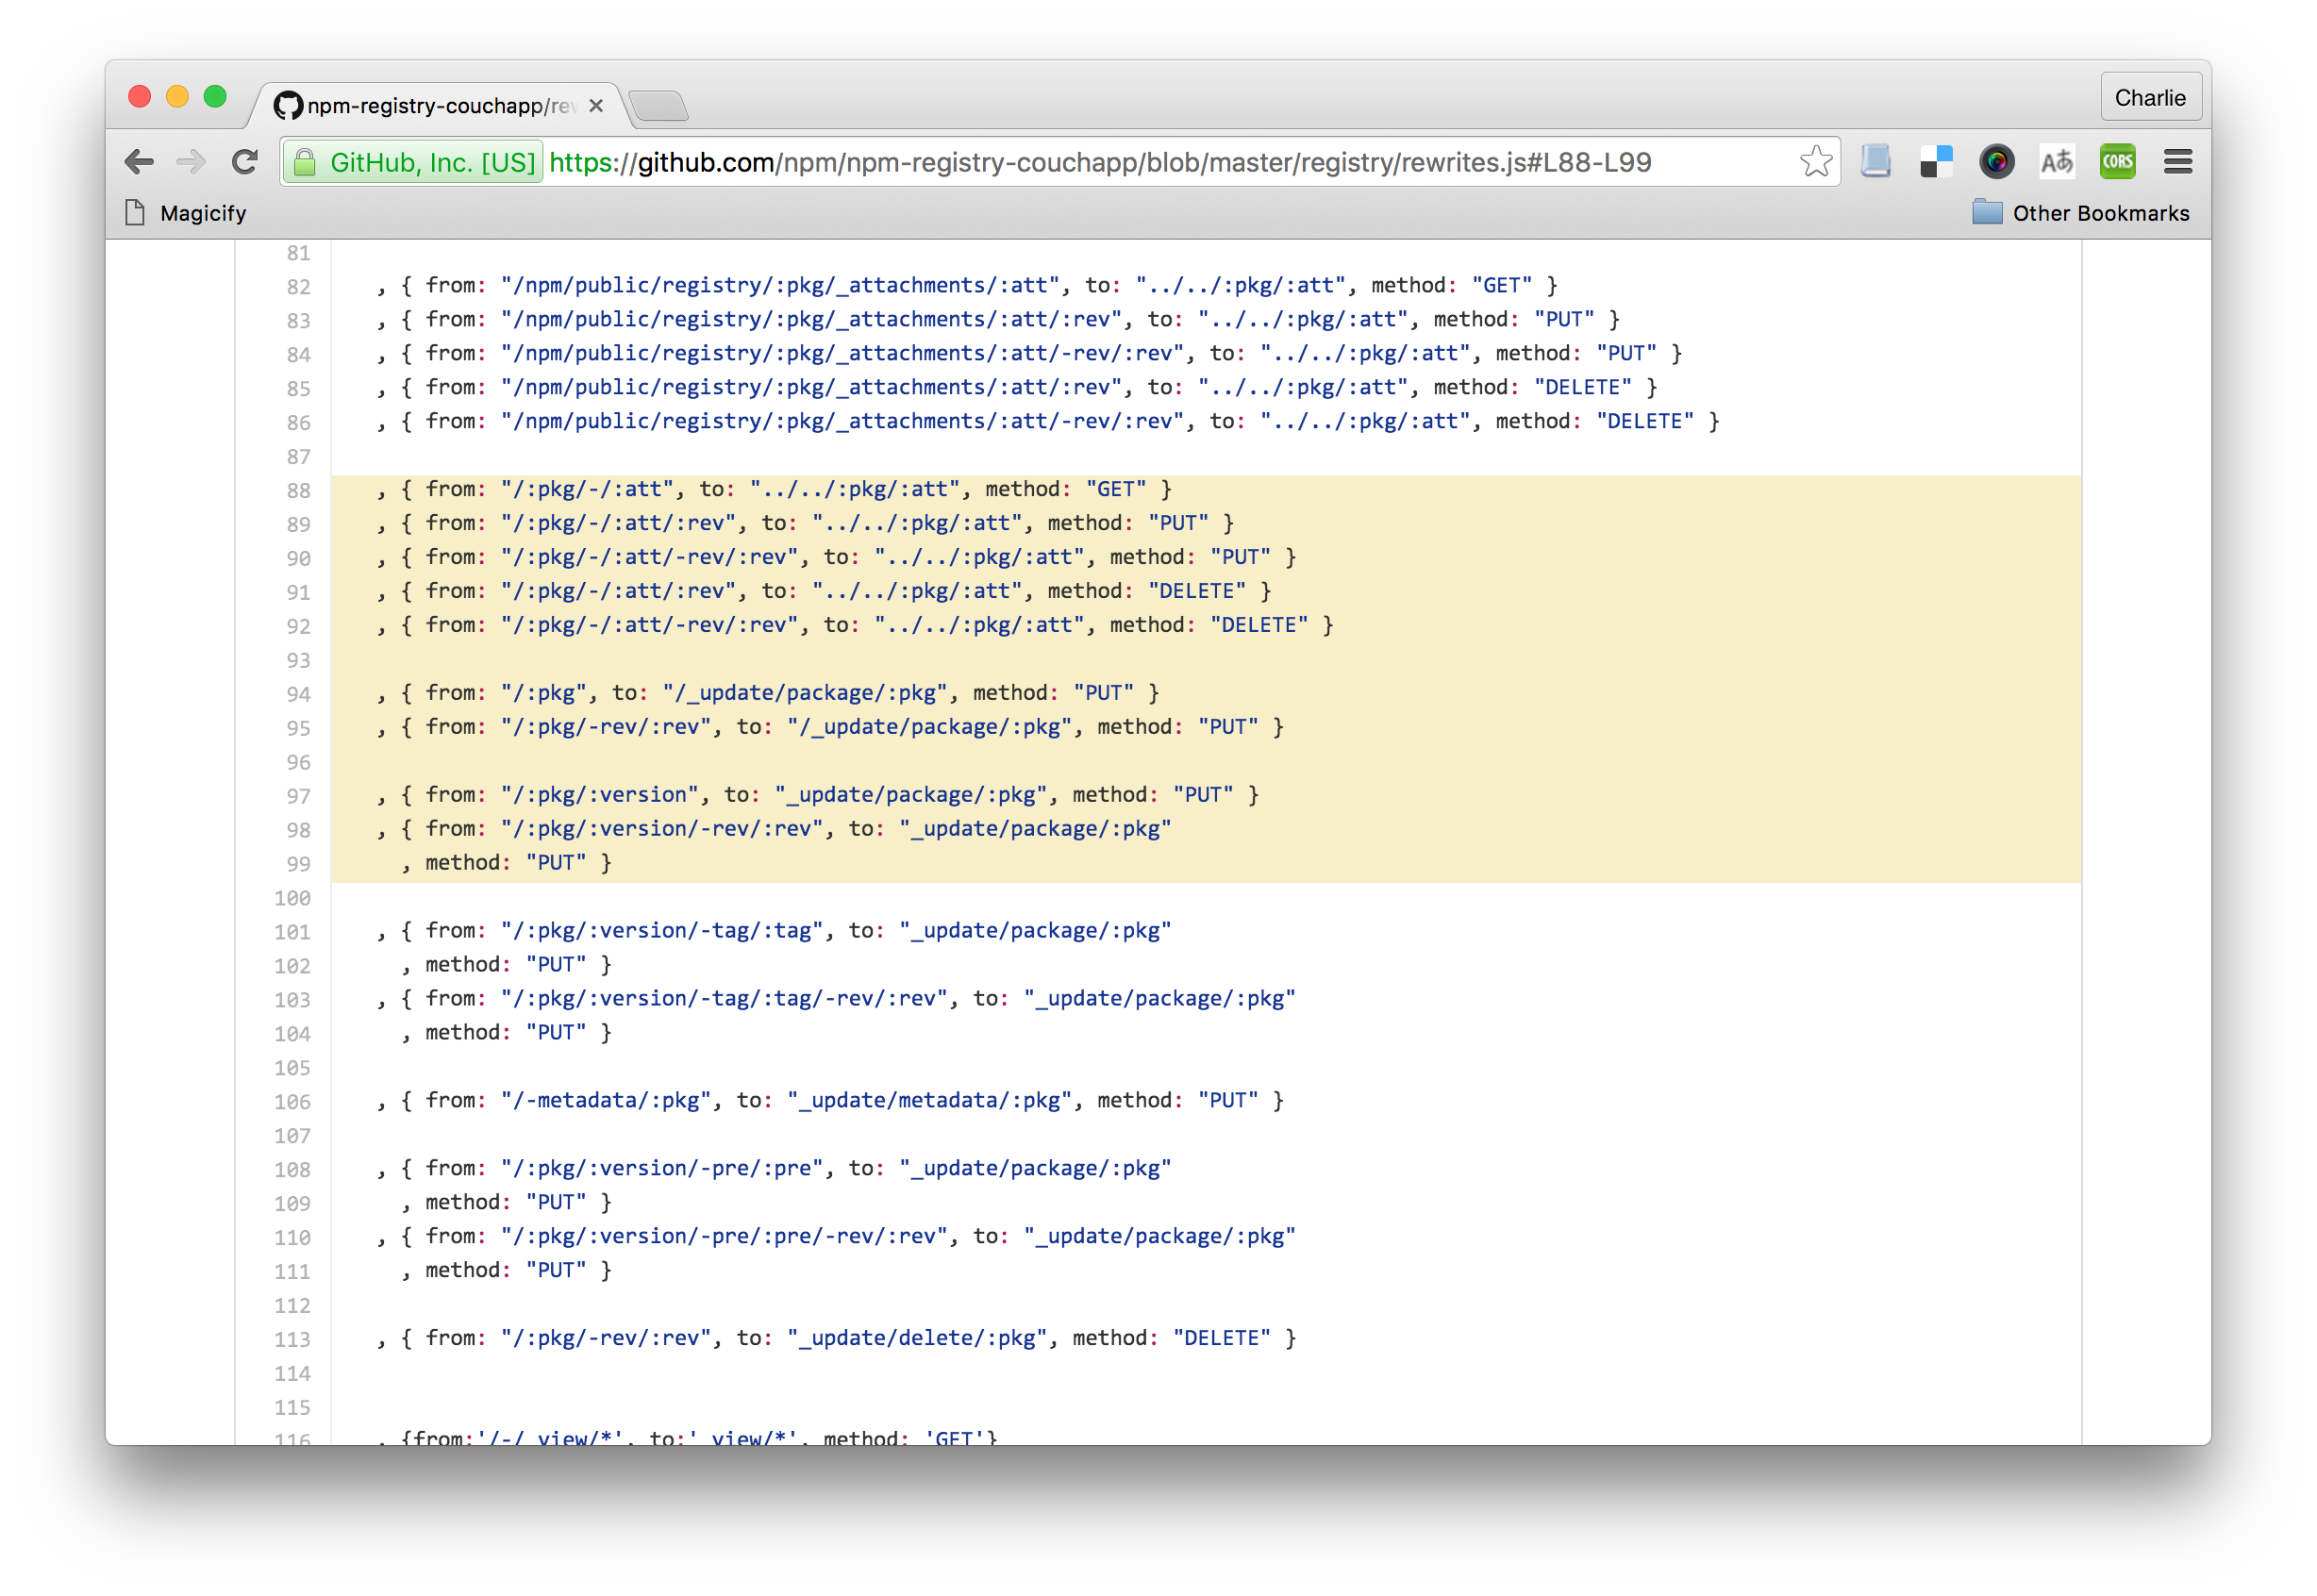 npm-registry-couchapp/rew
Charlie
GitHub, Inc. [US] https://github.com/npm/npm-registry-couchapp/blob/master/registry/rewrites.js#L88-L99
Aあ CORS
Magicify
Other Bookmarks
81
82 , { from: "/npm/public/registry/:pkg/_attachments/:att", to: "../../:pkg/:att", method: "GET" }
83 , { from: "/npm/public/registry/:pkg/_attachments/:att/:rev", to: "../../:pkg/:att", method: "PUT" }
84 , { from: "/npm/public/registry/:pkg/_attachments/:att/-rev/:rev", to: "../../:pkg/:att", method: "PUT" }
85 , { from: "/npm/public/registry/:pkg/_attachments/:att/:rev", to: "../../:pkg/:att", method: "DELETE" }
86 , { from: "/npm/public/registry/:pkg/_attachments/:att/-rev/:rev", to: "../../:pkg/:att", method: "DELETE" }
87
88 , { from: "/:pkg/-/:att", to: "../../:pkg/:att", method: "GET" }
89 , { from: "/:pkg/-/:att/:rev", to: "../../:pkg/:att", method: "PUT" }
90 , { from: "/:pkg/-/:att/-rev/:rev", to: "../../:pkg/:att", method: "PUT" }
91 , { from: "/:pkg/-/:att/:rev", to: "../../:pkg/:att", method: "DELETE" }
92 , { from: "/:pkg/-/:att/-rev/:rev", to: "../../:pkg/:att", method: "DELETE" }
93
94 , { from: "/:pkg", to: "/_update/package/:pkg", method: "PUT" }
95 , { from: "/:pkg/-rev/:rev", to: "/_update/package/:pkg", method: "PUT" }
96
97 , { from: "/:pkg/:version", to: "_update/package/:pkg", method: "PUT" }
98 , { from: "/:pkg/:version/-rev/:rev", to: "_update/package/:pkg"
99 , method: "PUT" }
100
101 , { from: "/:pkg/:version/-tag/:tag", to: "_update/package/:pkg"
102 , method: "PUT" }
103 , { from: "/:pkg/:version/-tag/:tag/-rev/:rev", to: "_update/package/:pkg"
104 , method: "PUT" }
105
106 , { from: "/-metadata/:pkg", to: "_update/metadata/:pkg", method: "PUT" }
107
108 , { from: "/:pkg/:version/-pre/:pre", to: "_update/package/:pkg"
109 , method: "PUT" }
110 , { from: "/:pkg/:version/-pre/:pre/-rev/:rev", to: "_update/package/:pkg"
111 , method: "PUT" }
112
113 , { from: "/:pkg/-rev/:rev", to: "_update/delete/:pkg", method: "DELETE" }
114
115
116 , {from:'/-/_view/*', to:'_view/*', method: 'GET'}